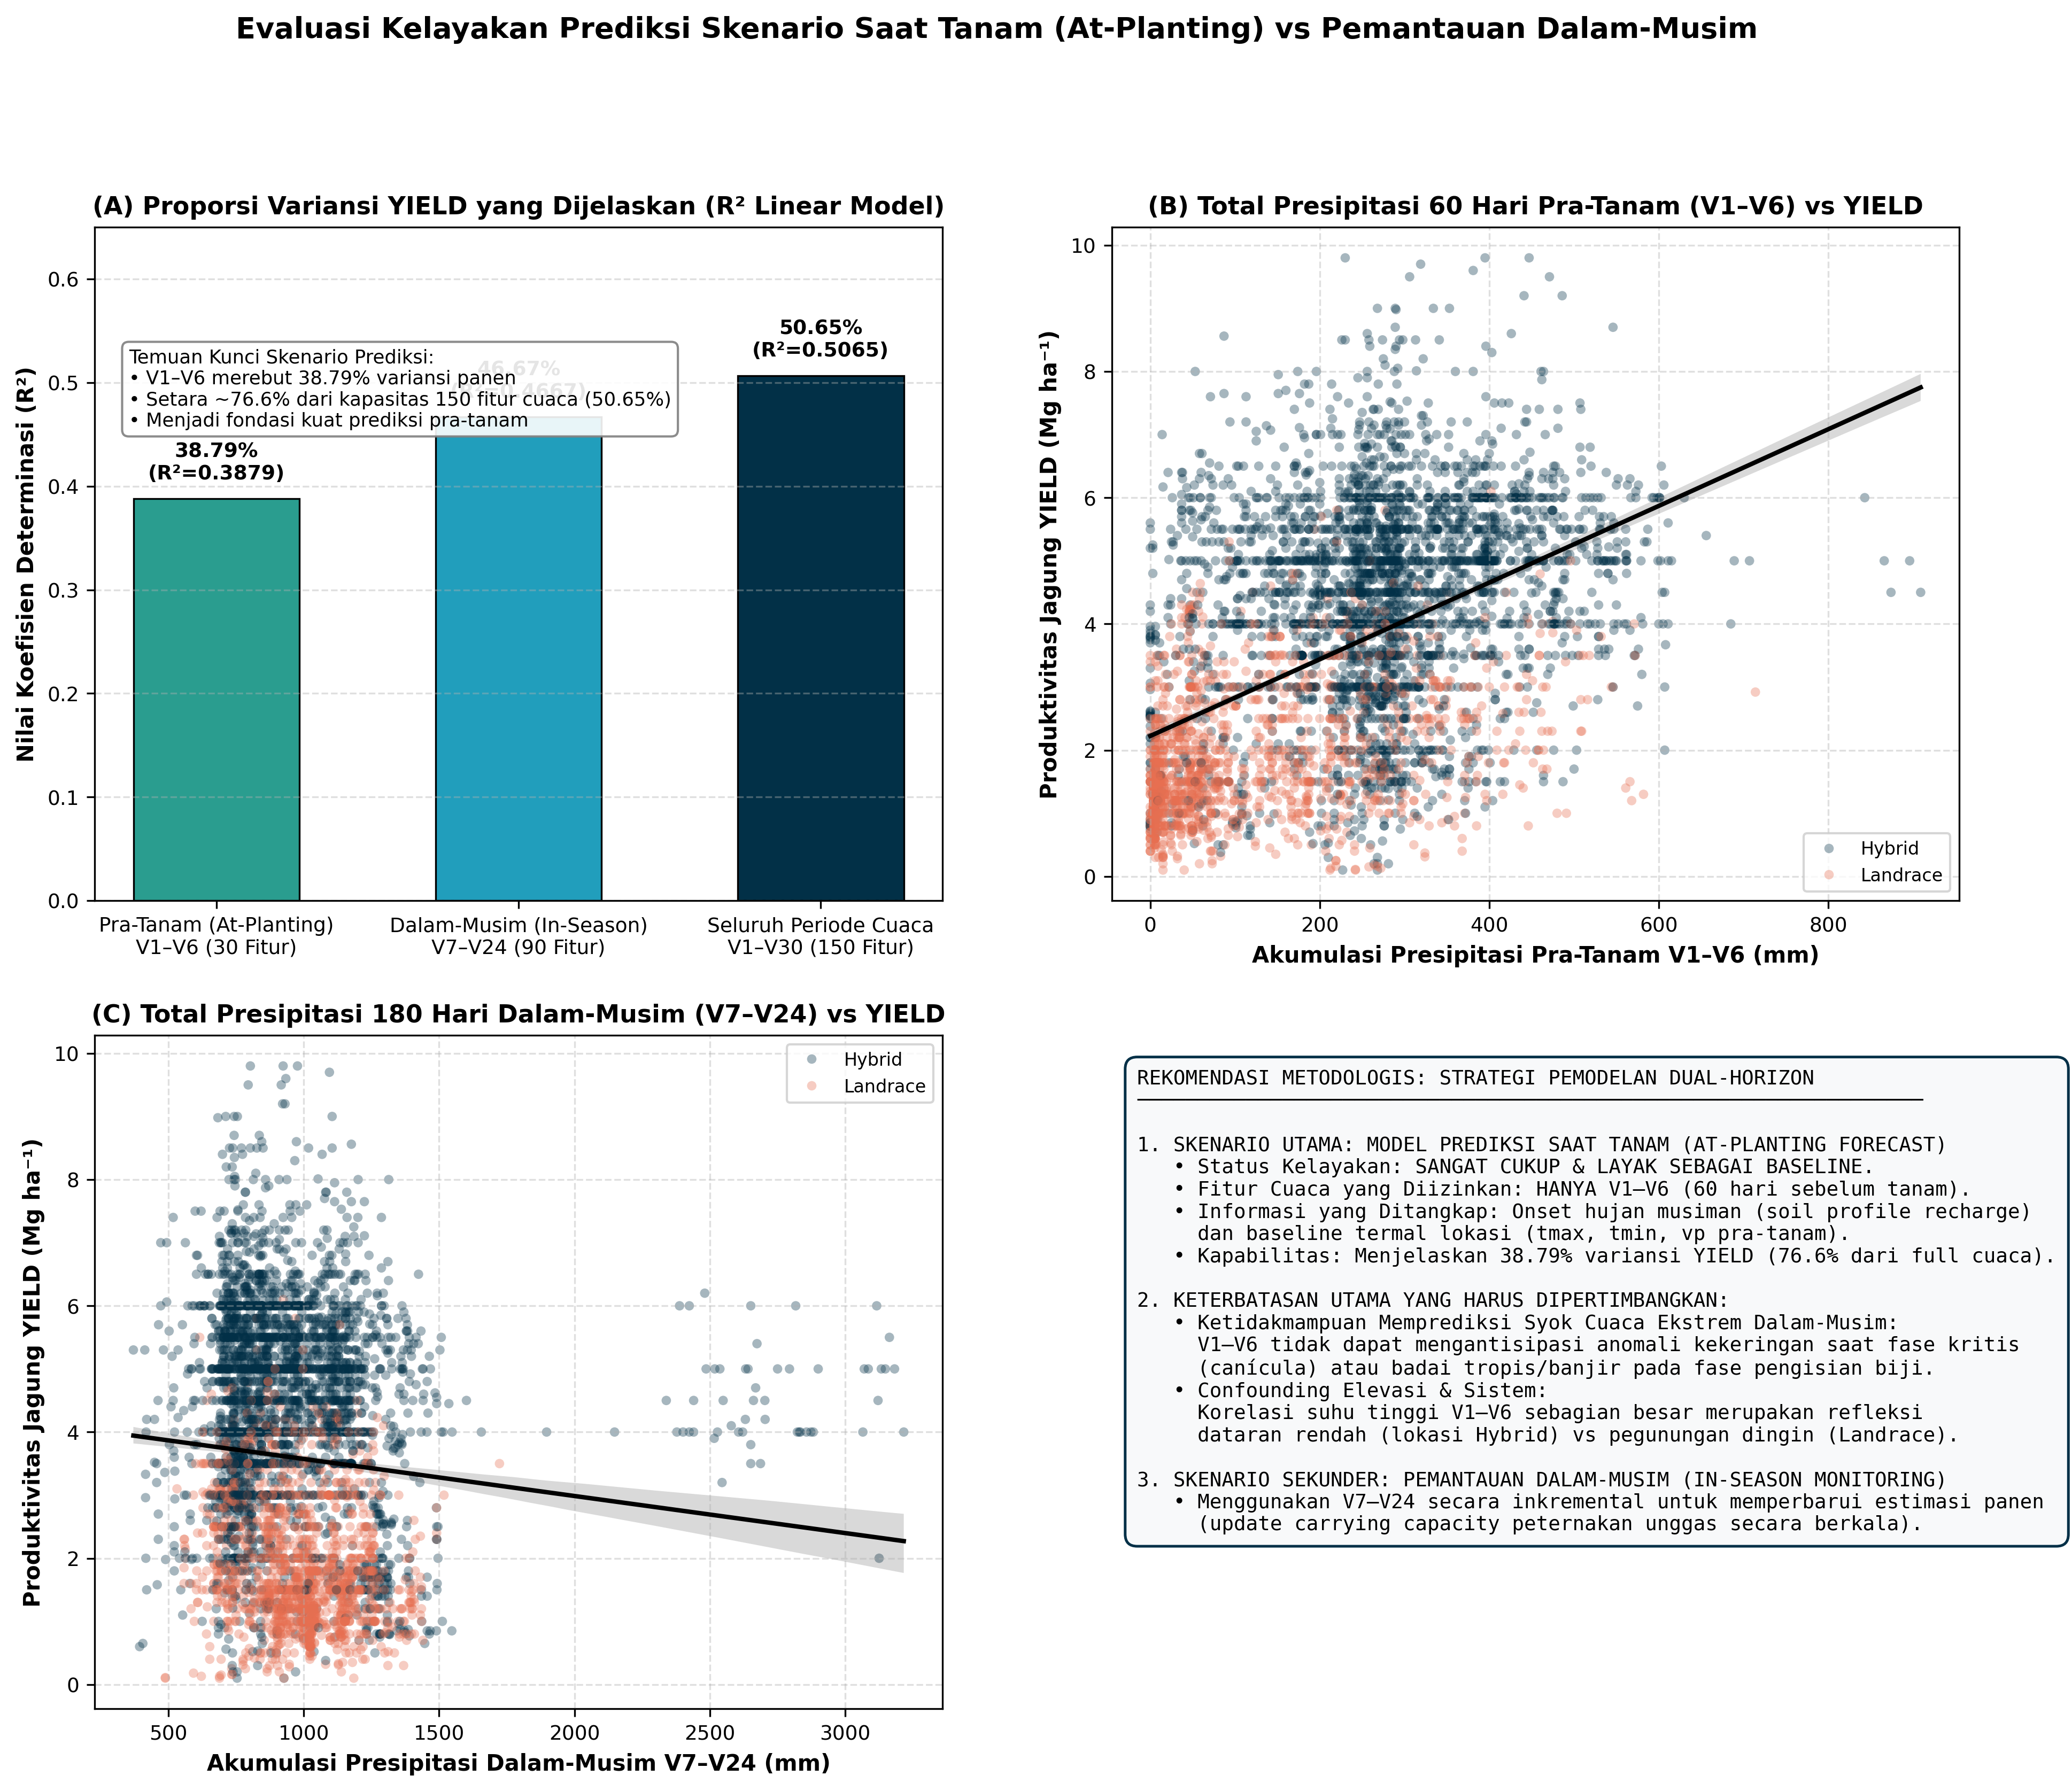 Evaluasi Kelayakan Prediksi Skenario Saat Tanam (At-Planting) vs Pemantauan Dalam-Musim
(A) Proporsi Variansi YIELD yang Dijelaskan (R² Linear Model)
Nilai Koefisien Determinasi (R²)
0.6
0.5
0.4
0.3
0.2
0.1
0.0
Temuan Kunci Skenario Prediksi:
• V1–V6 merebut 38.79% variansi panen
• Setara ~76.6% dari kapasitas 150 fitur cuaca (50.65%)
• Menjadi fondasi kuat prediksi pra-tanam
38.79%
(R²=0.3879)
46.67%
(R²=0.4667)
50.65%
(R²=0.5065)
Pra-Tanam (At-Planting)
V1–V6 (30 Fitur)
Dalam-Musim (In-Season)
V7–V24 (90 Fitur)
Seluruh Periode Cuaca
V1–V30 (150 Fitur)
(B) Total Presipitasi 60 Hari Pra-Tanam (V1–V6) vs YIELD
Produktivitas Jagung YIELD (Mg ha⁻¹)
10
8
6
4
2
0
Hybrid
Landrace
0
200
400
600
800
Akumulasi Presipitasi Pra-Tanam V1–V6 (mm)
(C) Total Presipitasi 180 Hari Dalam-Musim (V7–V24) vs YIELD
Produktivitas Jagung YIELD (Mg ha⁻¹)
10
8
6
4
2
0
Hybrid
Landrace
500
1000
1500
2000
2500
3000
Akumulasi Presipitasi Dalam-Musim V7–V24 (mm)
REKOMENDASI METODOLOGIS: STRATEGI PEMODELAN DUAL-HORIZON
1. SKENARIO UTAMA: MODEL PREDIKSI SAAT TANAM (AT-PLANTING FORECAST)
• Status Kelayakan: SANGAT CUKUP & LAYAK SEBAGAI BASELINE.
• Fitur Cuaca yang Diizinkan: HANYA V1–V6 (60 hari sebelum tanam).
• Informasi yang Ditangkap: Onset hujan musiman (soil profile recharge)
dan baseline termal lokasi (tmax, tmin, vp pra-tanam).
• Kapabilitas: Menjelaskan 38.79% variansi YIELD (76.6% dari full cuaca).
2. KETERBATASAN UTAMA YANG HARUS DIPERTIMBANGKAN:
• Ketidakmampuan Memprediksi Syok Cuaca Ekstrem Dalam-Musim:
V1–V6 tidak dapat mengantisipasi anomali kekeringan saat fase kritis
(canícula) atau badai tropis/banjir pada fase pengisian biji.
• Confounding Elevasi & Sistem:
Korelasi suhu tinggi V1–V6 sebagian besar merupakan refleksi
dataran rendah (lokasi Hybrid) vs pegunungan dingin (Landrace).
3. SKENARIO SEKUNDER: PEMANTAUAN DALAM-MUSIM (IN-SEASON MONITORING)
• Menggunakan V7–V24 secara inkremental untuk memperbarui estimasi panen
(update carrying capacity peternakan unggas secara berkala).